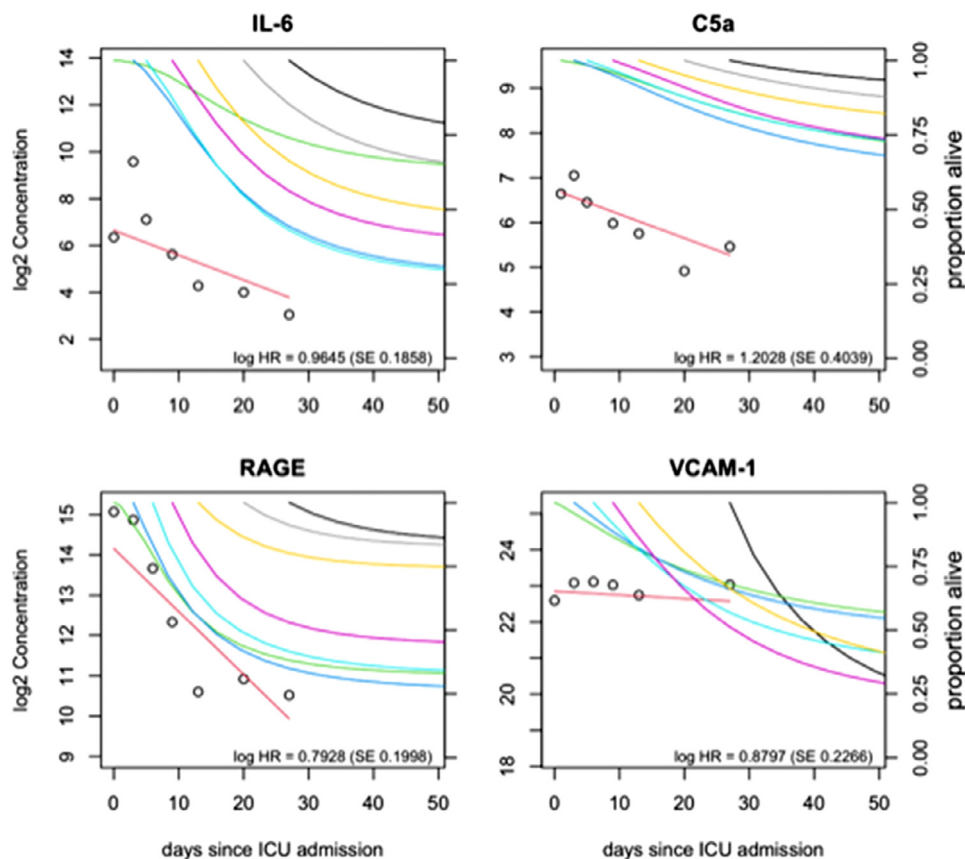 IL-6
C5a
log2 Concentration
14
12
10
8
6
4
2
0 10 20 30 40 50
log HR = 0.9645 (SE 0.1858)
9
8
7
6
5
4
3
0 10 20 30 40 50
log HR = 1.2028 (SE 0.4039)
1.00
0.75
0.50
0.25
0.00
proportion alive
RAGE
VCAM-1
log2 Concentration
15
14
13
12
11
10
9
0 10 20 30 40 50
log HR = 0.7928 (SE 0.1998)
days since ICU admission
24
22
20
18
0 10 20 30 40 50
log HR = 0.8797 (SE 0.2266)
days since ICU admission
1.00
0.75
0.50
0.25
0.00
proportion alive